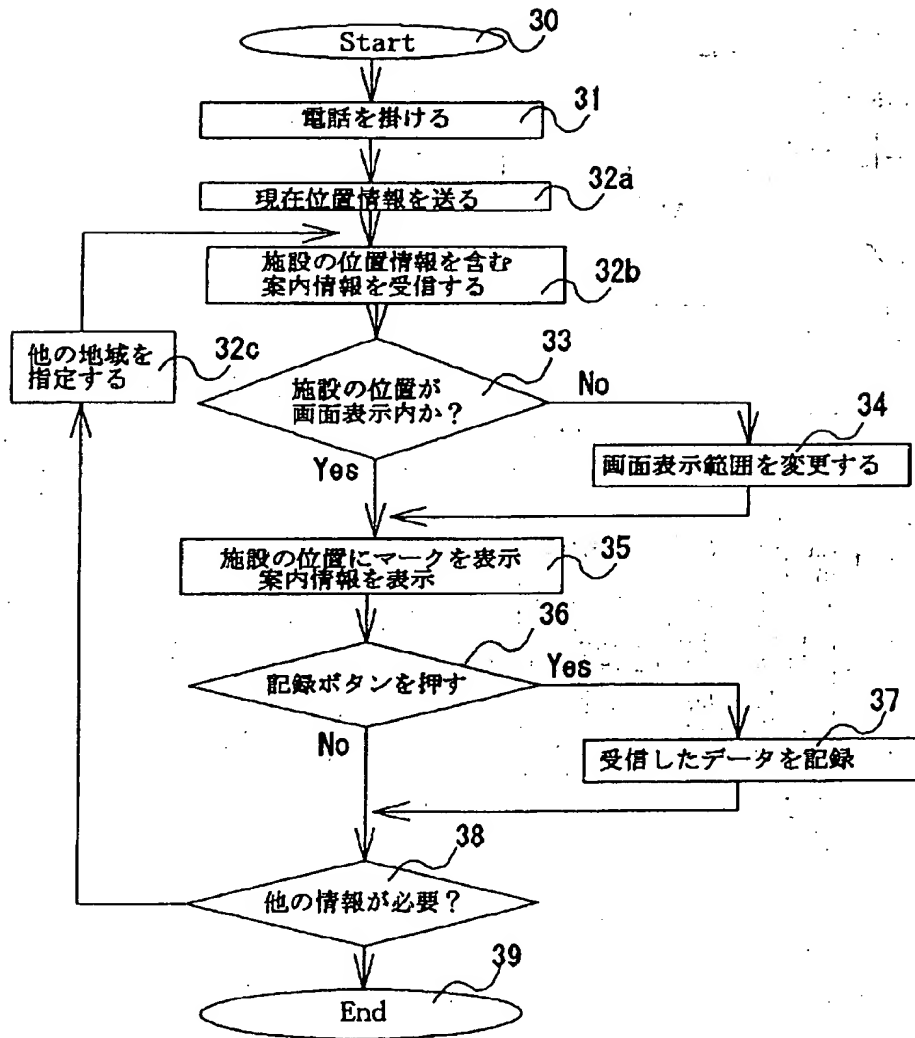 Start
30
電話を掛ける
31
現在位置情報を送る
32a
施設の位置情報を含む
案内情報を受信する
32b
他の地域を
指定する
32c
施設の位置が
画面表示内か?
33
No
Yes
画面表示範囲を変更する
34
施設の位置にマークを表示
案内情報を表示
35
記録ボタンを押す
36
Yes
No
受信したデータを記録
37
他の情報が必要?
38
End
39